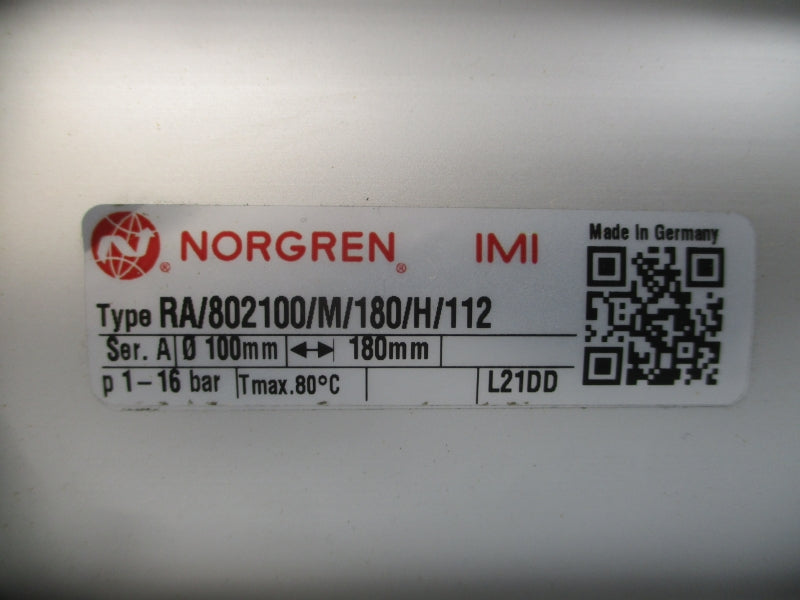 NORGREN® IMI
Made in Germany
Type RA/802100/M/180/H/112
Ser. A Ø 100mm ↔ 180mm
p 1-16 bar Tmax.80°C L21DD